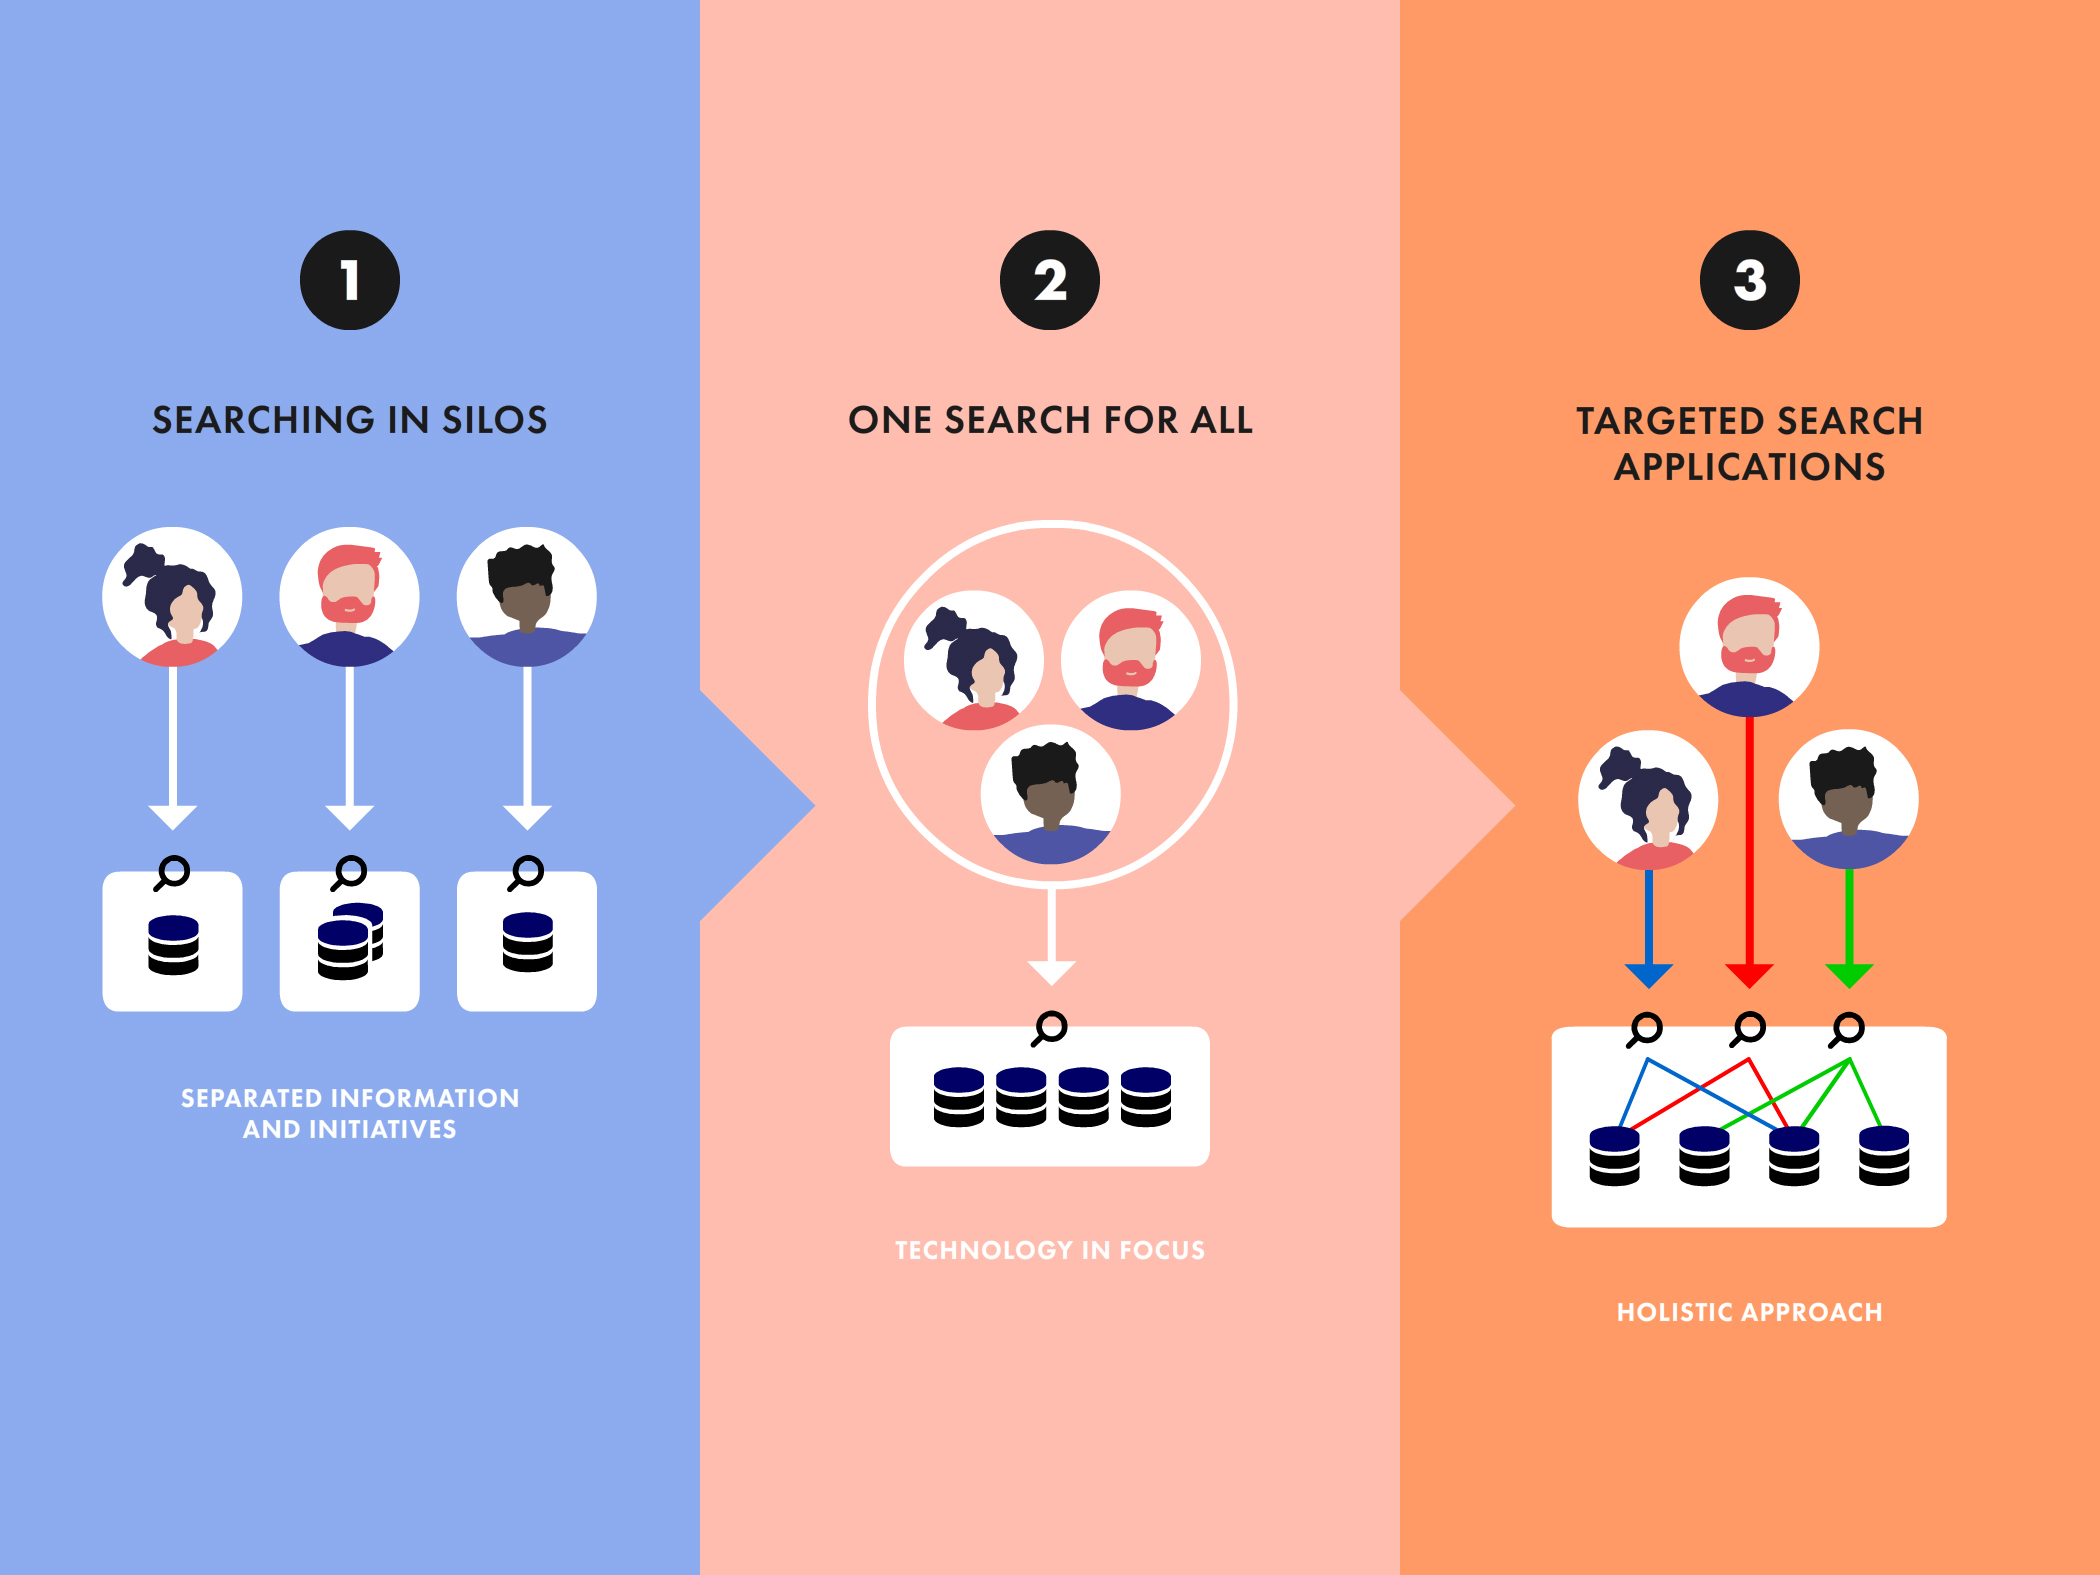 1
SEARCHING IN SILOS
SEPARATED INFORMATION
AND INITIATIVES
2
ONE SEARCH FOR ALL
TECHNOLOGY IN FOCUS
3
TARGETED SEARCH
APPLICATIONS
HOLISTIC APPROACH